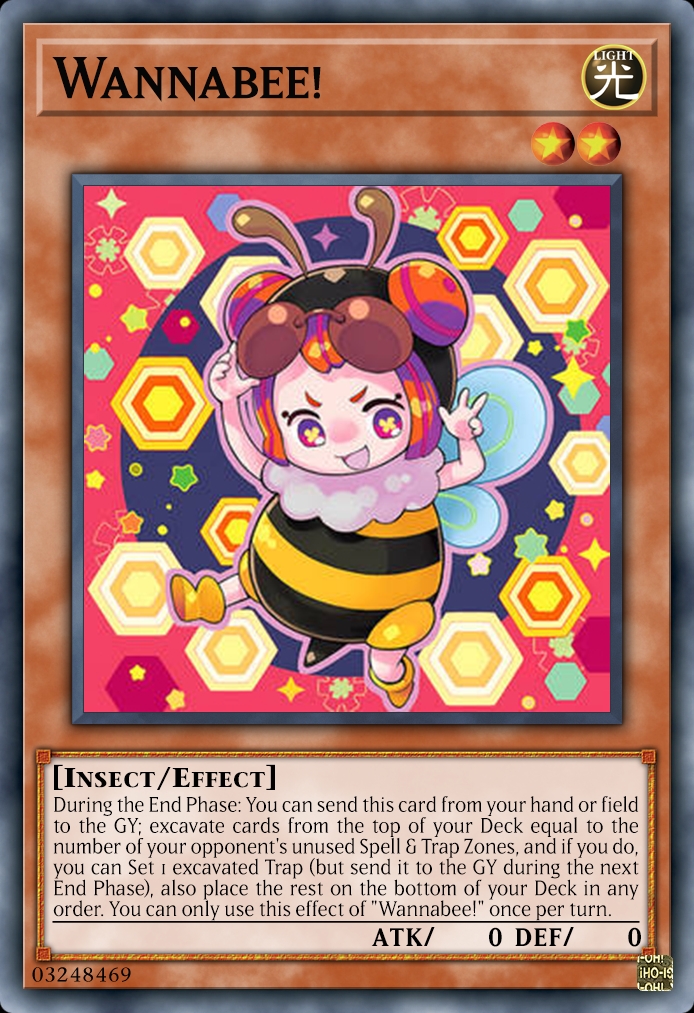 WANNABEE!
LIGHT
光
[INSECT/EFFECT]
During the End Phase: You can send this card from your hand or field
to the GY; excavate cards from the top of your Deck equal to the
number of your opponent's unused Spell & Trap Zones, and if you do,
you can Set 1 excavated Trap (but send it to the GY during the next
End Phase), also place the rest on the bottom of your Deck in any
order. You can only use this effect of "Wannabee!" once per turn.
ATK/ 0 DEF/ 0
03248469